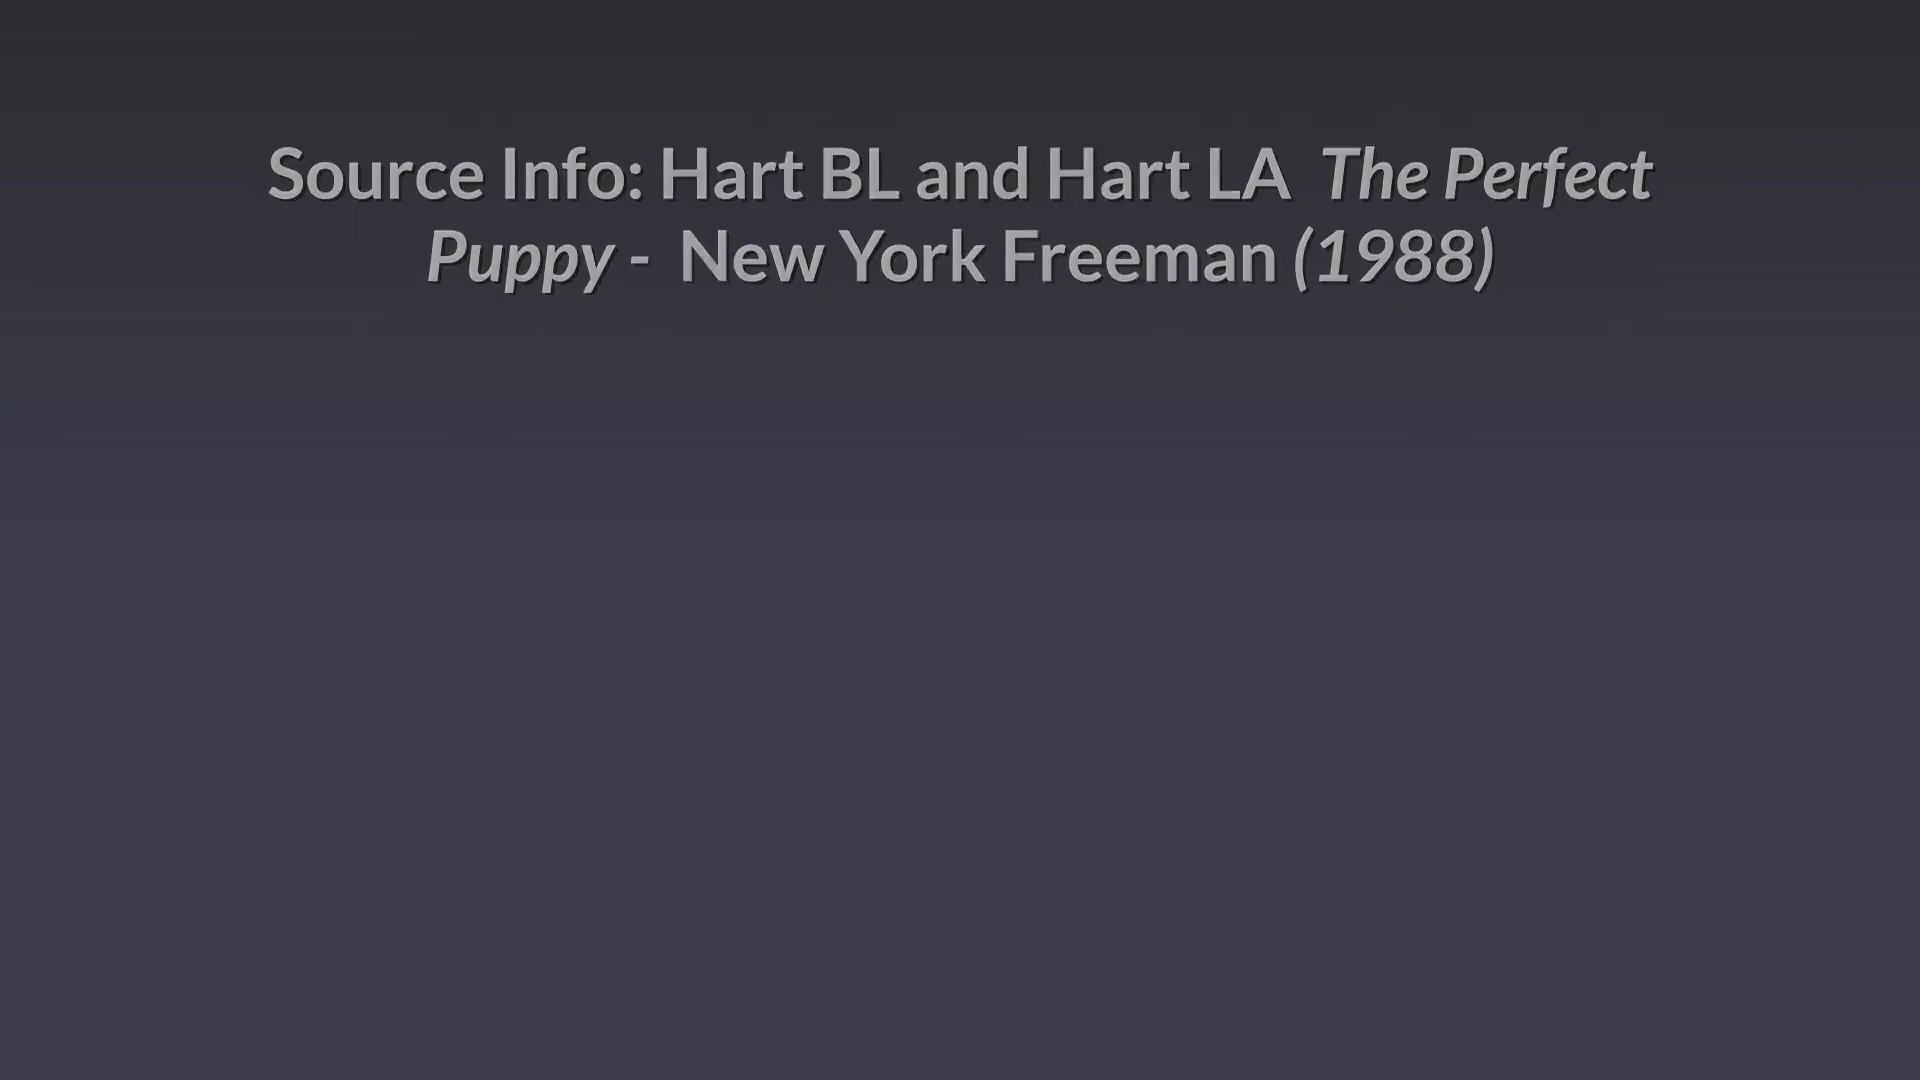 Source Info: Hart BL and Hart LA  The Perfect
Puppy -  New York Freeman (1988)